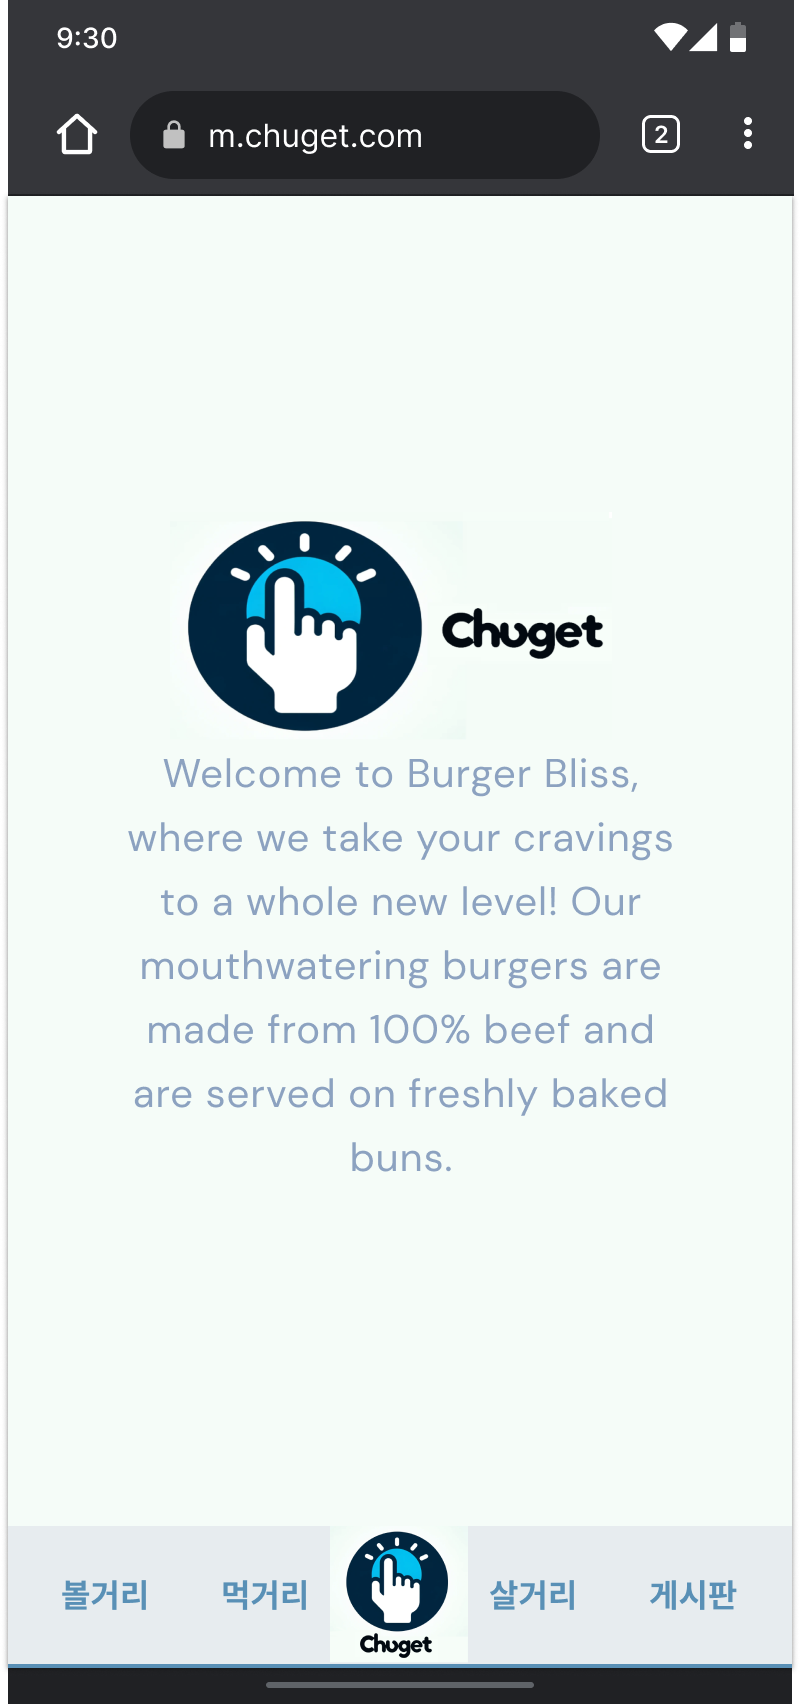 9:30
m.chuget.com
2
Chuget
Welcome to Burger Bliss,
where we take your cravings
to a whole new level! Our
mouthwatering burgers are
made from 100% beef and
are served on freshly baked
buns.
볼거리 먹거리 Chuget 살거리 게시판